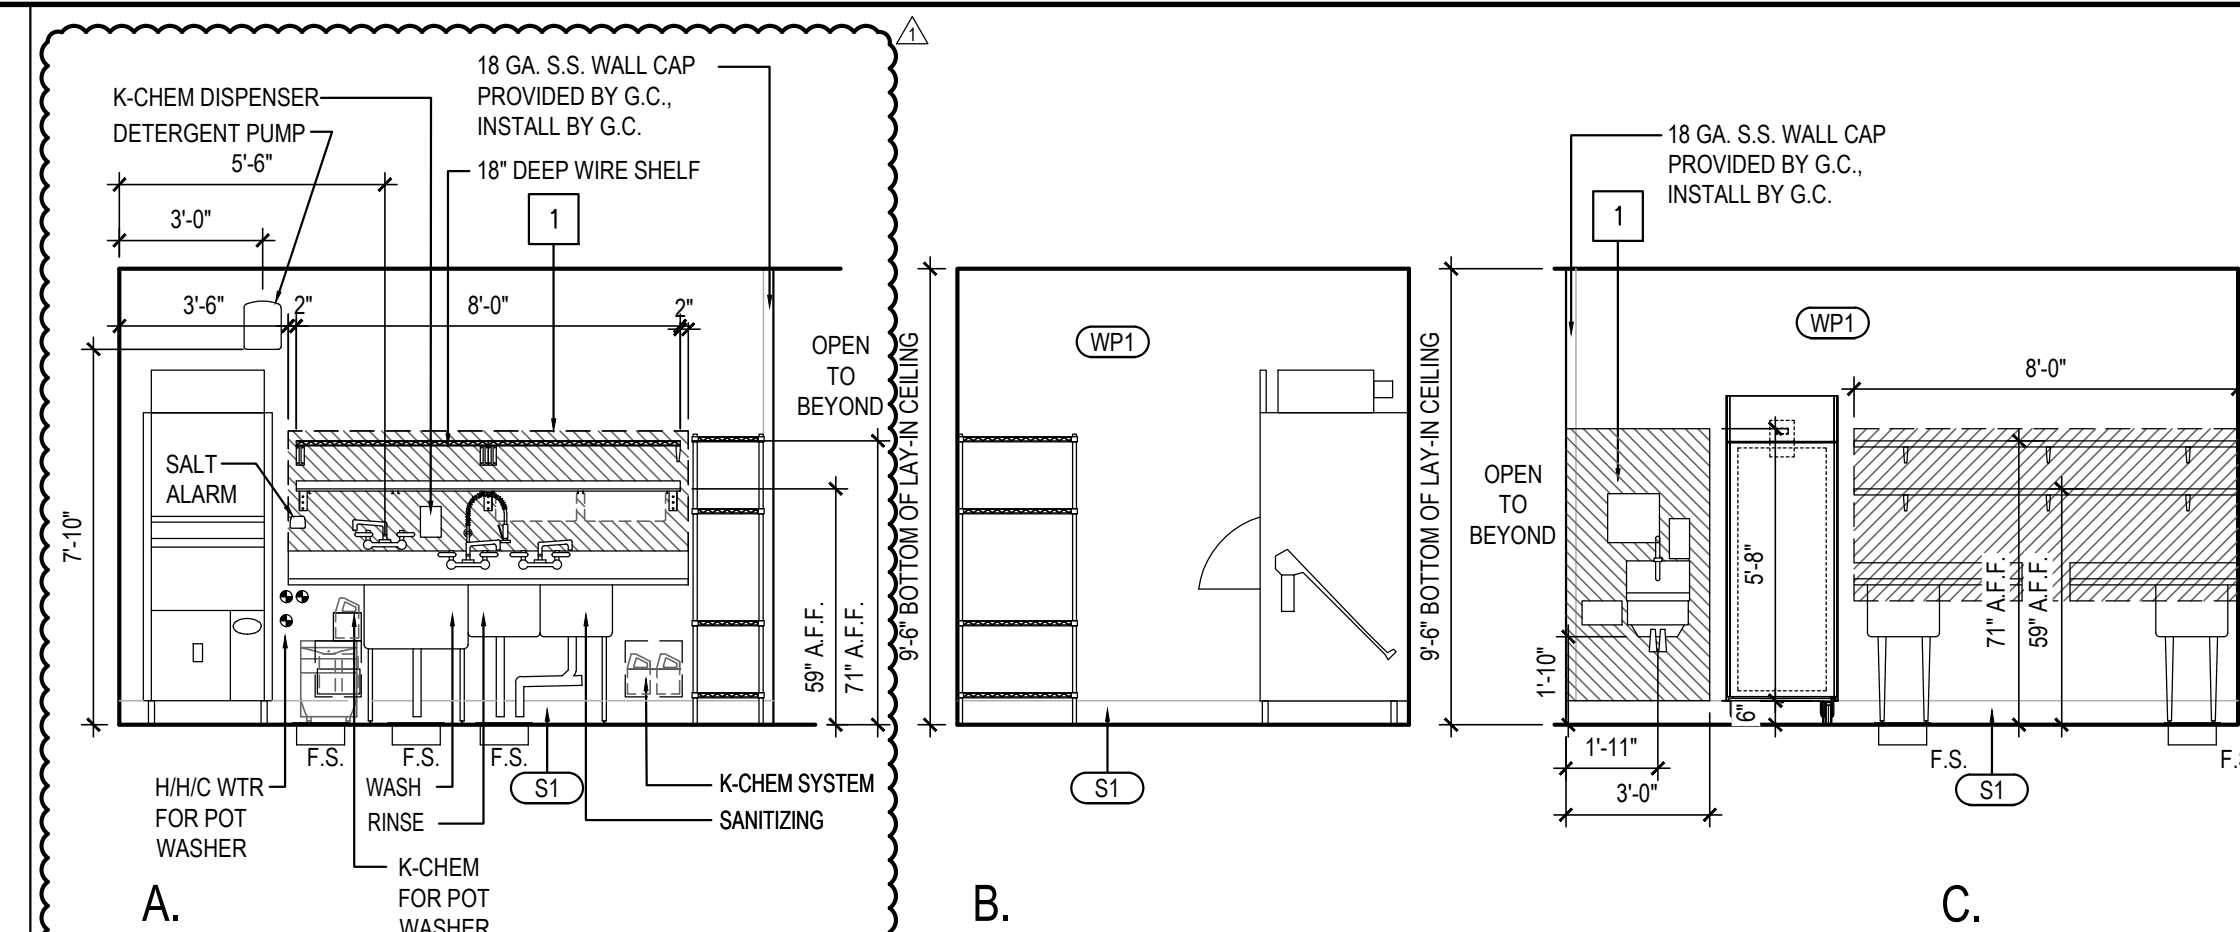 1
K-CHEM DISPENSER
DETERGENT PUMP
5'-6"
3'-0"
18 GA. S.S. WALL CAP
PROVIDED BY G.C.,
INSTALL BY G.C.
18" DEEP WIRE SHELF
1
3'-6"
2"
8'-0"
2"
OPEN
TO
BEYOND
SALT
ALARM
7'-10"
59" A.F.F.
71" A.F.F.
F.S.
F.S.
F.S.
H/H/C WTR
FOR POT
WASHER
WASH
RINSE
S1
K-CHEM SYSTEM
SANITIZING
K-CHEM
FOR POT
WASHER
A.
9'-6" BOTTOM OF LAY-IN CEILING
WP1
S1
B.
9'-6" BOTTOM OF LAY-IN CEILING
18 GA. S.S. WALL CAP
PROVIDED BY G.C.,
INSTALL BY G.C.
1
WP1
8'-0"
OPEN
TO
BEYOND
5'-8"
71" A.F.F.
59" A.F.F.
1'-10"
6"
1'-11"
3'-0"
F.S.
S1
F.S
C.